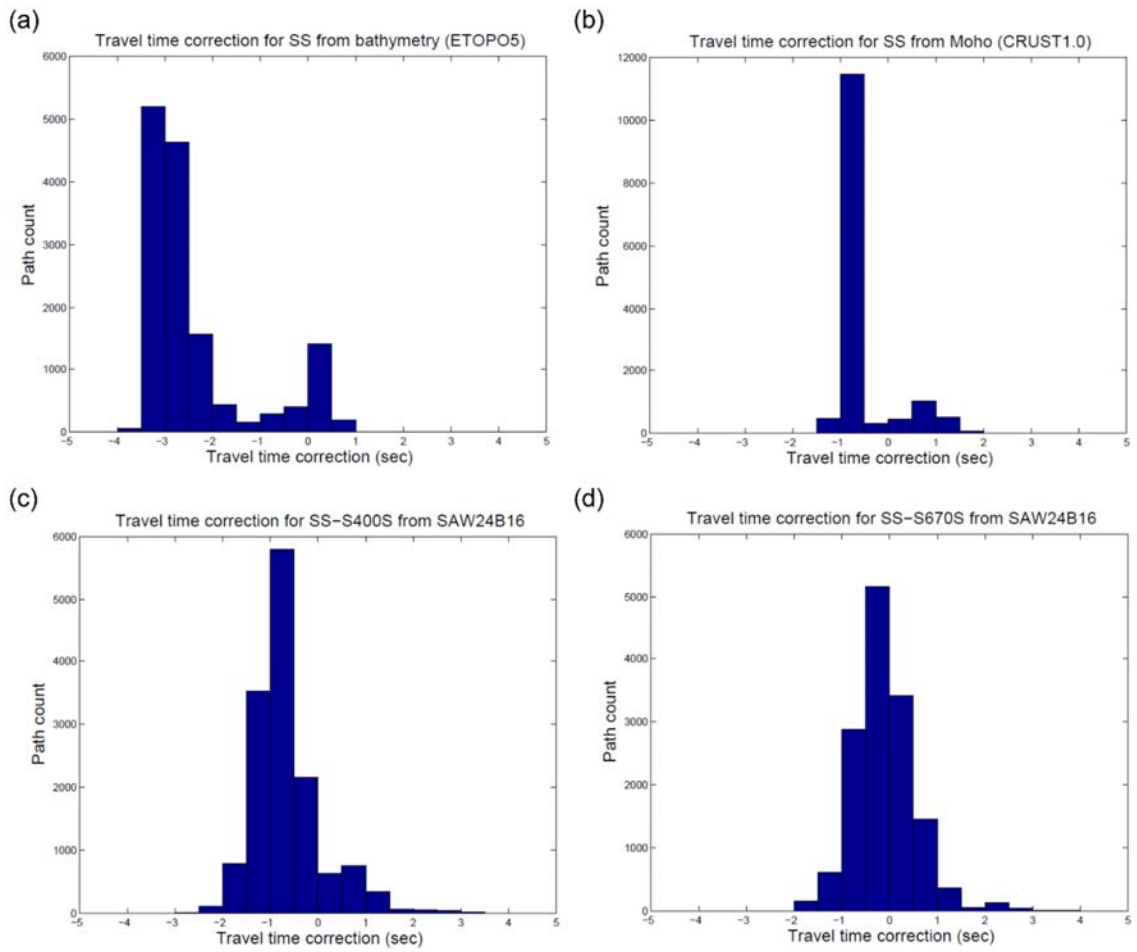 (a)
Travel time correction for SS from bathymetry (ETOPO5)
6000
5000
4000
3000
2000
1000
0
Path count
−5 −4 −3 −2 −1 0 1 2 3 4 5
Travel time correction (sec)
(b)
Travel time correction for SS from Moho (CRUST1.0)
12000
10000
8000
6000
4000
2000
0
Path count
−5 −4 −3 −2 −1 0 1 2 3 4 5
Travel time correction (sec)
(c)
Travel time correction for SS−S400S from SAW24B16
6000
5000
4000
3000
2000
1000
0
Path count
−5 −4 −3 −2 −1 0 1 2 3 4 5
Travel time correction (sec)
(d)
Travel time correction for SS−S670S from SAW24B16
6000
5000
4000
3000
2000
1000
0
Path count
−5 −4 −3 −2 −1 0 1 2 3 4 5
Travel time correction (sec)